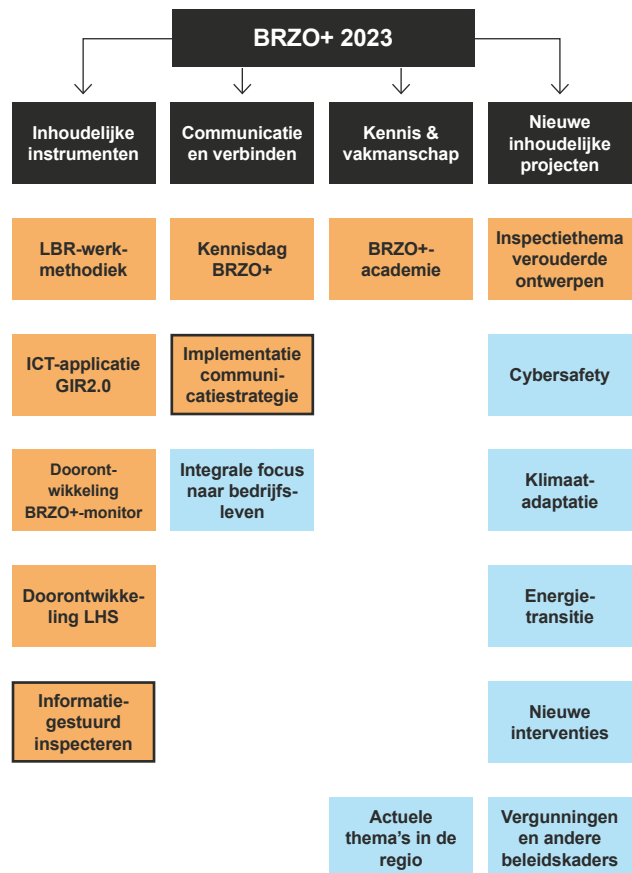 BRZO+ 2023
Inhoudelijke
instrumenten
Communicatie
en verbinden
Kennis &
vakmanschap
Nieuwe
inhoudelijke
projecten
LBR-werk-
methodiek
Kennisdag
BRZO+
BRZO+-
academie
Inspectiethema
verouderde
ontwerpen
ICT-applicatie
GIR2.0
Implementatie
communi-
catiestrategie
Cybersafety
Dooront-
wikkeling
BRZO+-monitor
Integrale focus
naar bedrijfs-
leven
Klimaat-
adaptatie
Doorontwikke-
ling LHS
Energie-
transitie
Informatie-
gestuurd
inspecteren
Nieuwe
interventies
Actuele
thema's in de
regio
Vergunningen
en andere
beleidskaders